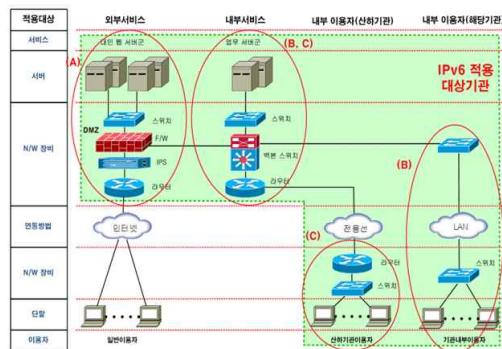 적용대상
외부서비스
내부서비스
내부 이용자(산하기관)
내부 이용자(해당기관)
서비스
대민 웹 서버군
업무 서버군
(A)
(B, C)
IPv6 적용
대상기관
서버
스위치
스위치
DMZ
F/W
N/W 장비
IPS
백본 스위치
(B)
라우터
라우터
연동방법
인터넷
전용선
LAN
(C)
N/W 장비
라우터
스위치
스위치
단말
이용자
일반이용자
산하기관이용자
기관내부이용자